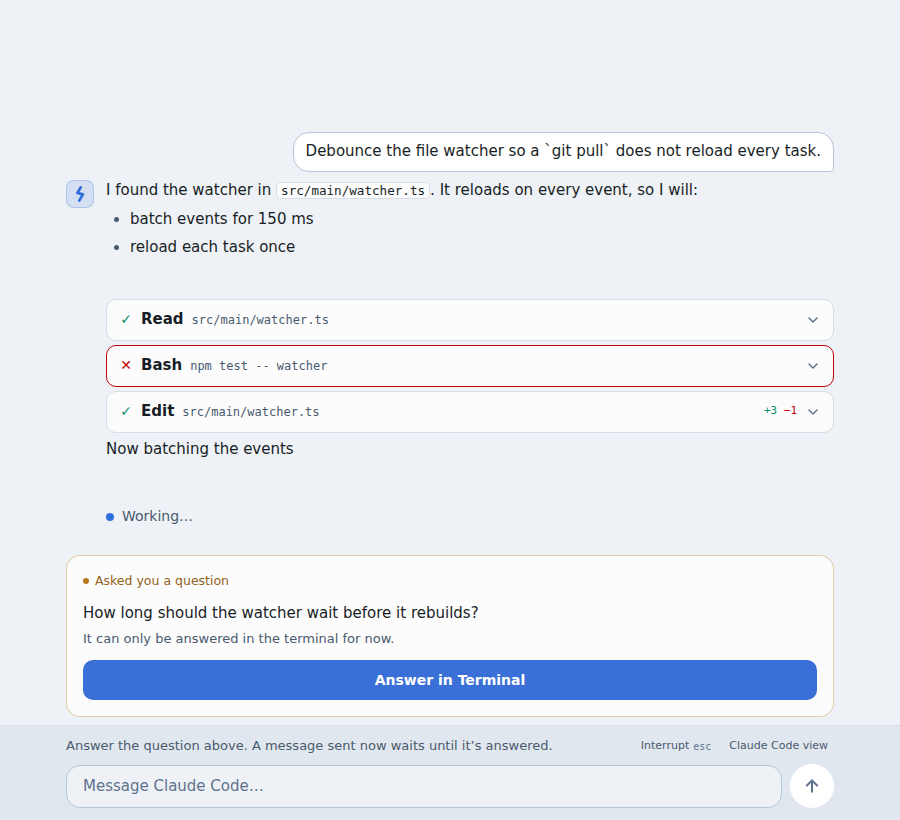 Debounce the file watcher so a `git pull` does not reload every task.
I found the watcher in src/main/watcher.ts. It reloads on every event, so I will:
• batch events for 150 ms
• reload each task once
✓ Read src/main/watcher.ts
✕ Bash npm test -- watcher
✓ Edit src/main/watcher.ts +3 −1
Now batching the events
Working…
Asked you a question
How long should the watcher wait before it rebuilds?
It can only be answered in the terminal for now.
Answer in Terminal
Answer the question above. A message sent now waits until it’s answered. Interrupt esc Claude Code view
Message Claude Code…